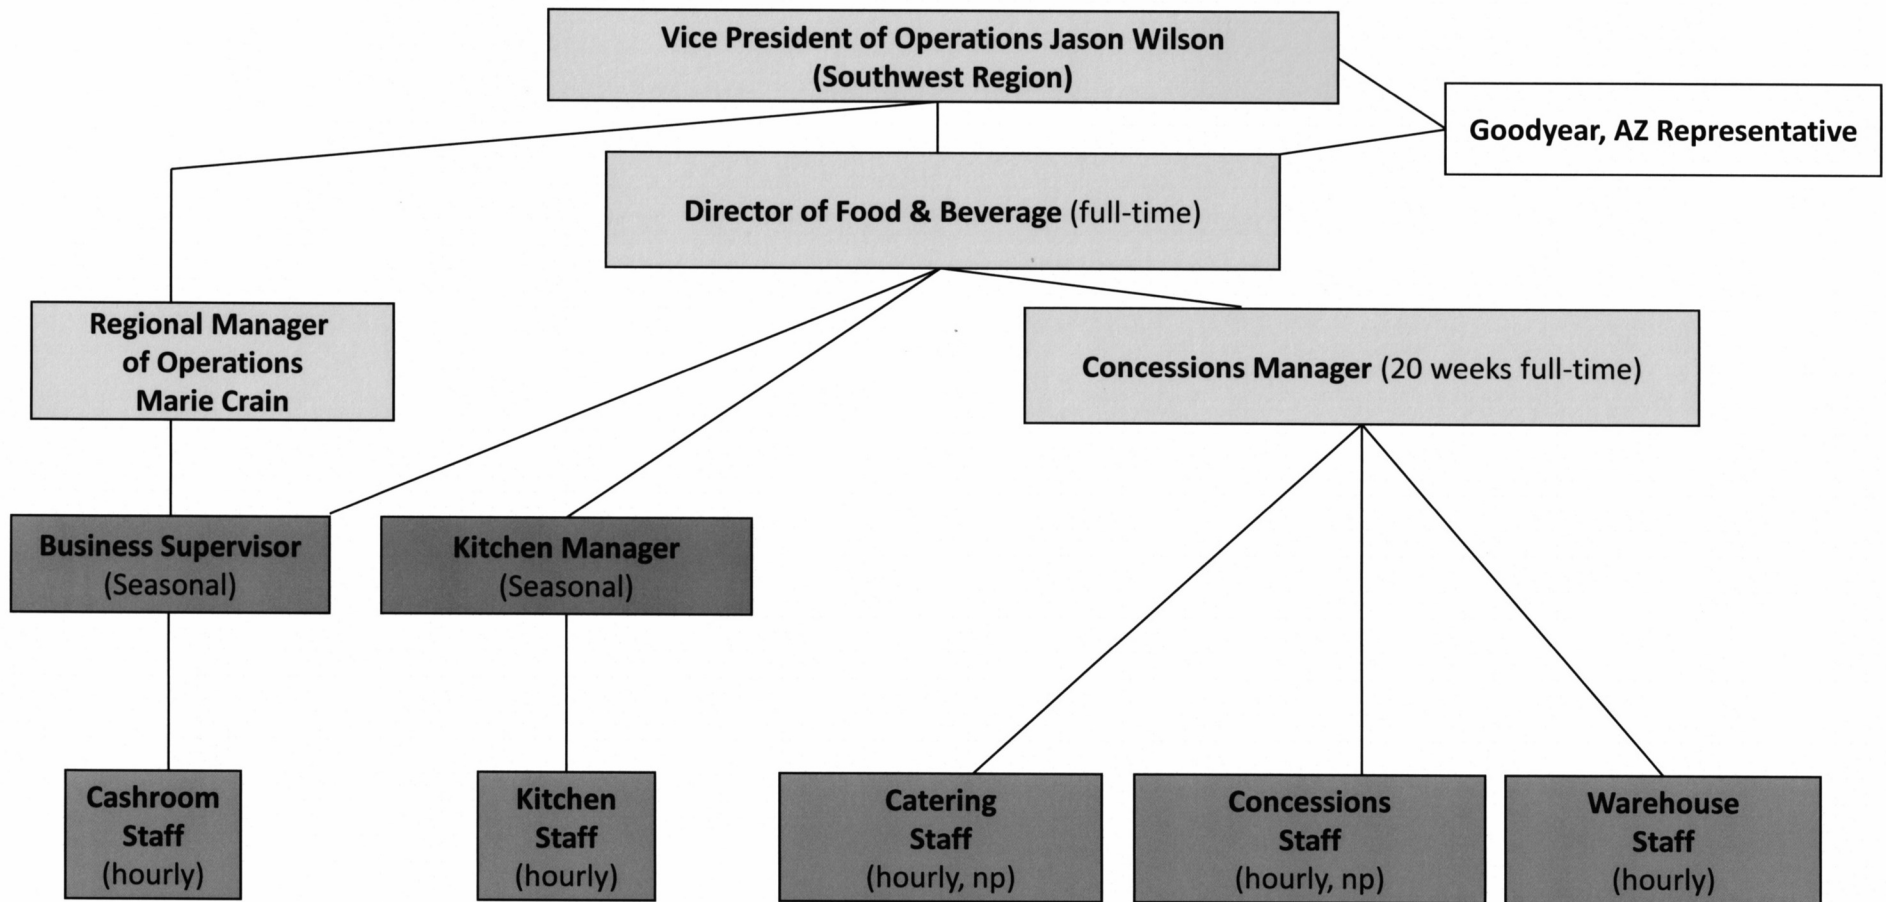 Vice President of Operations Jason Wilson
(Southwest Region)
Goodyear, AZ Representative
Director of Food & Beverage (full-time)
Regional Manager
of Operations
Marie Crain
Concessions Manager (20 weeks full-time)
Business Supervisor
(Seasonal)
Kitchen Manager
(Seasonal)
Cashroom
Staff
(hourly)
Kitchen
Staff
(hourly)
Catering
Staff
(hourly, np)
Concessions
Staff
(hourly, np)
Warehouse
Staff
(hourly)